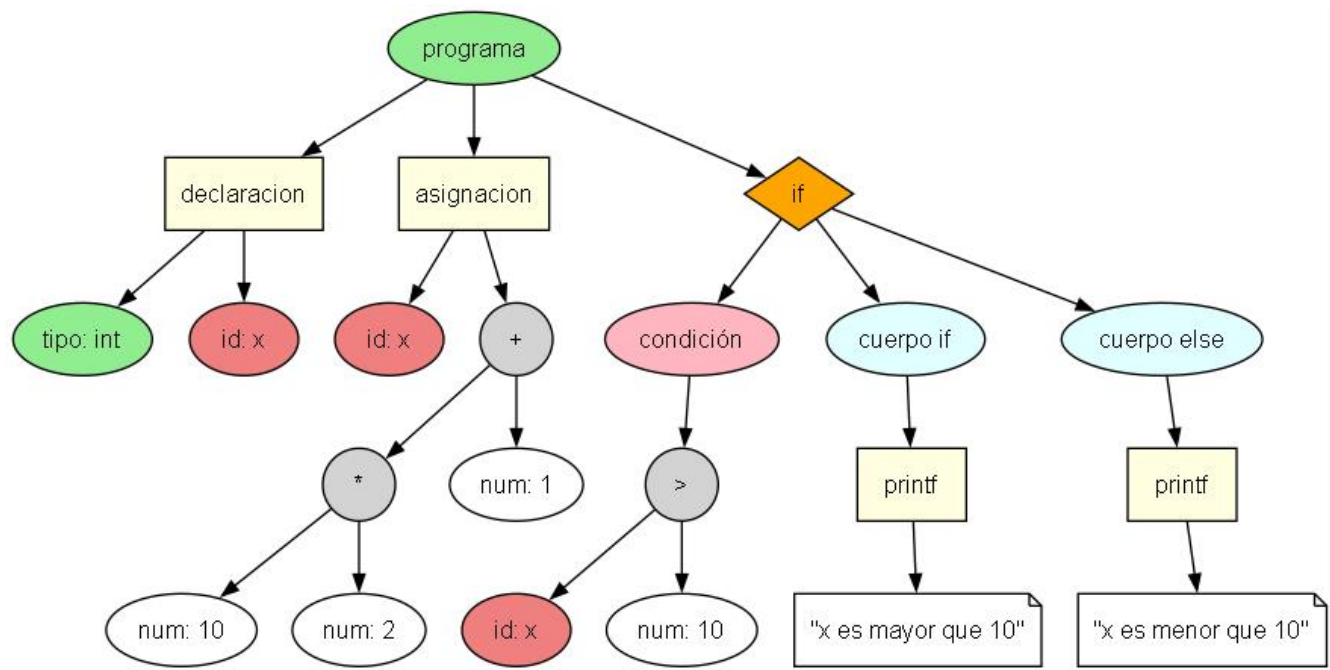 programa
declaracion
asignacion
if
tipo: int
id: x
id: x
+
condición
cuerpo if
cuerpo else
*
num: 1
>
printf
printf
num: 10
num: 2
id: x
num: 10
"x es mayor que 10"
"x es menor que 10"